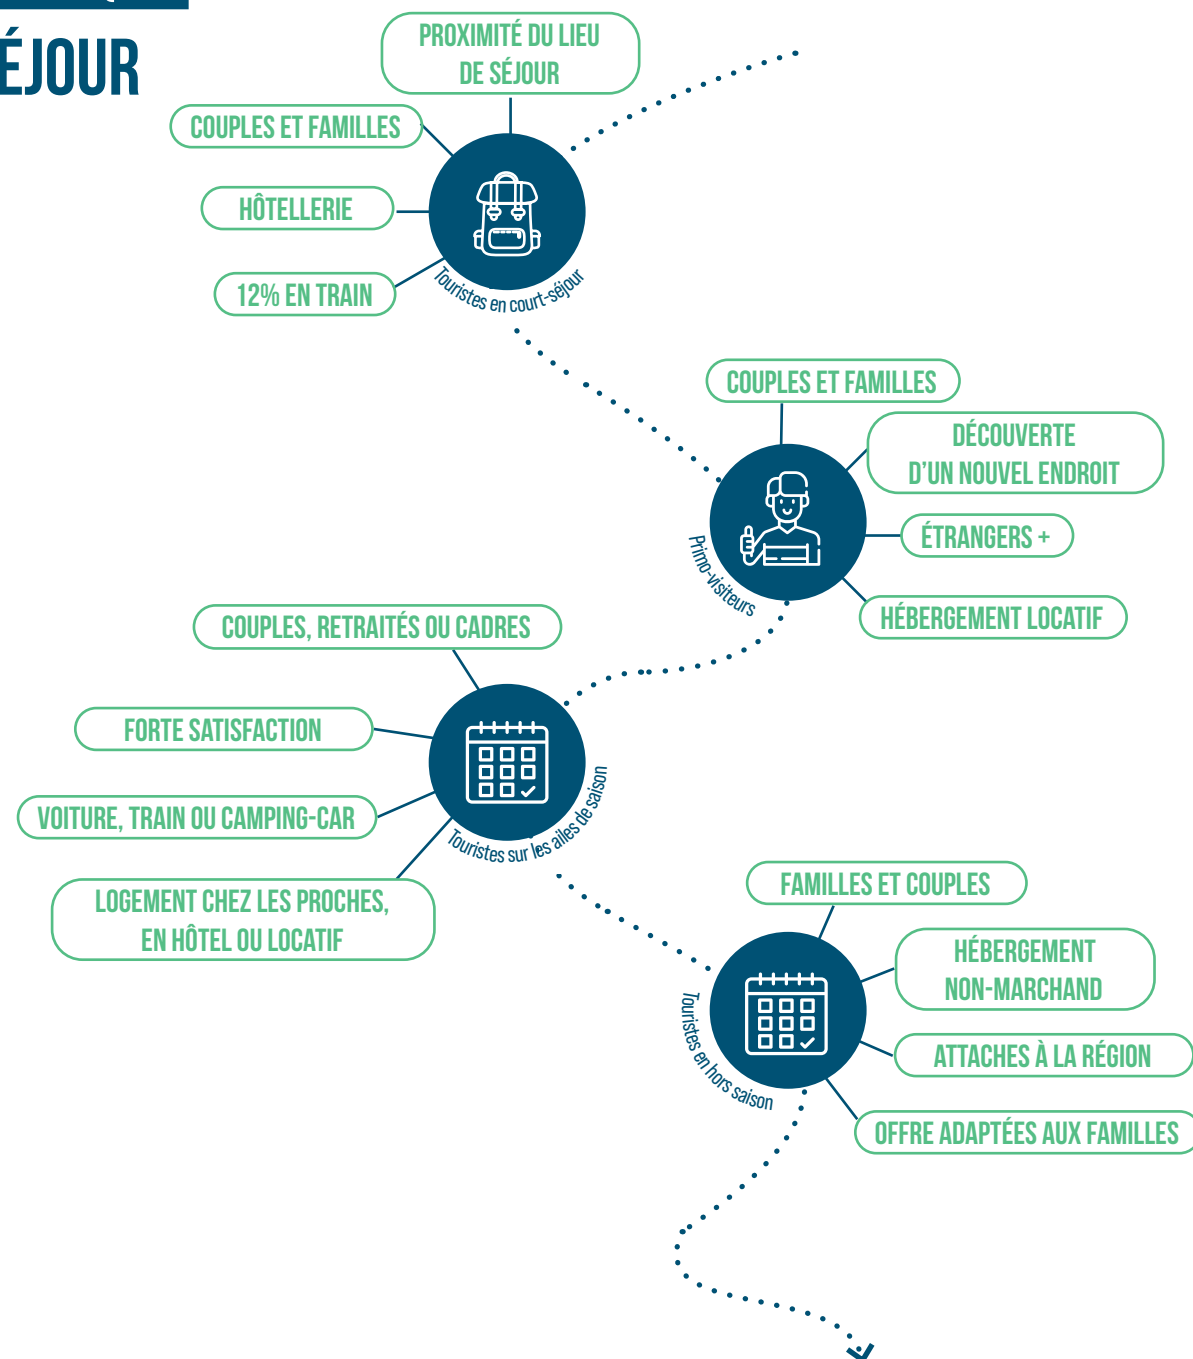 ÉJOUR
PROXIMITÉ DU LIEU
DE SÉJOUR
COUPLES ET FAMILLES
HÔTELLERIE
12% EN TRAIN
Touristes en court-séjour
COUPLES ET FAMILLES
DÉCOUVERTE
D'UN NOUVEL ENDROIT
ÉTRANGERS +
HÉBERGEMENT LOCATIF
Primo-visiteurs
COUPLES, RETRAITÉS OU CADRES
FORTE SATISFACTION
VOITURE, TRAIN OU CAMPING-CAR
LOGEMENT CHEZ LES PROCHES,
EN HÔTEL OU LOCATIF
Touristes sur les ailes de saison
FAMILLES ET COUPLES
HÉBERGEMENT
NON-MARCHAND
ATTACHES À LA RÉGION
OFFRE ADAPTÉES AUX FAMILLES
Touristes en hors saison